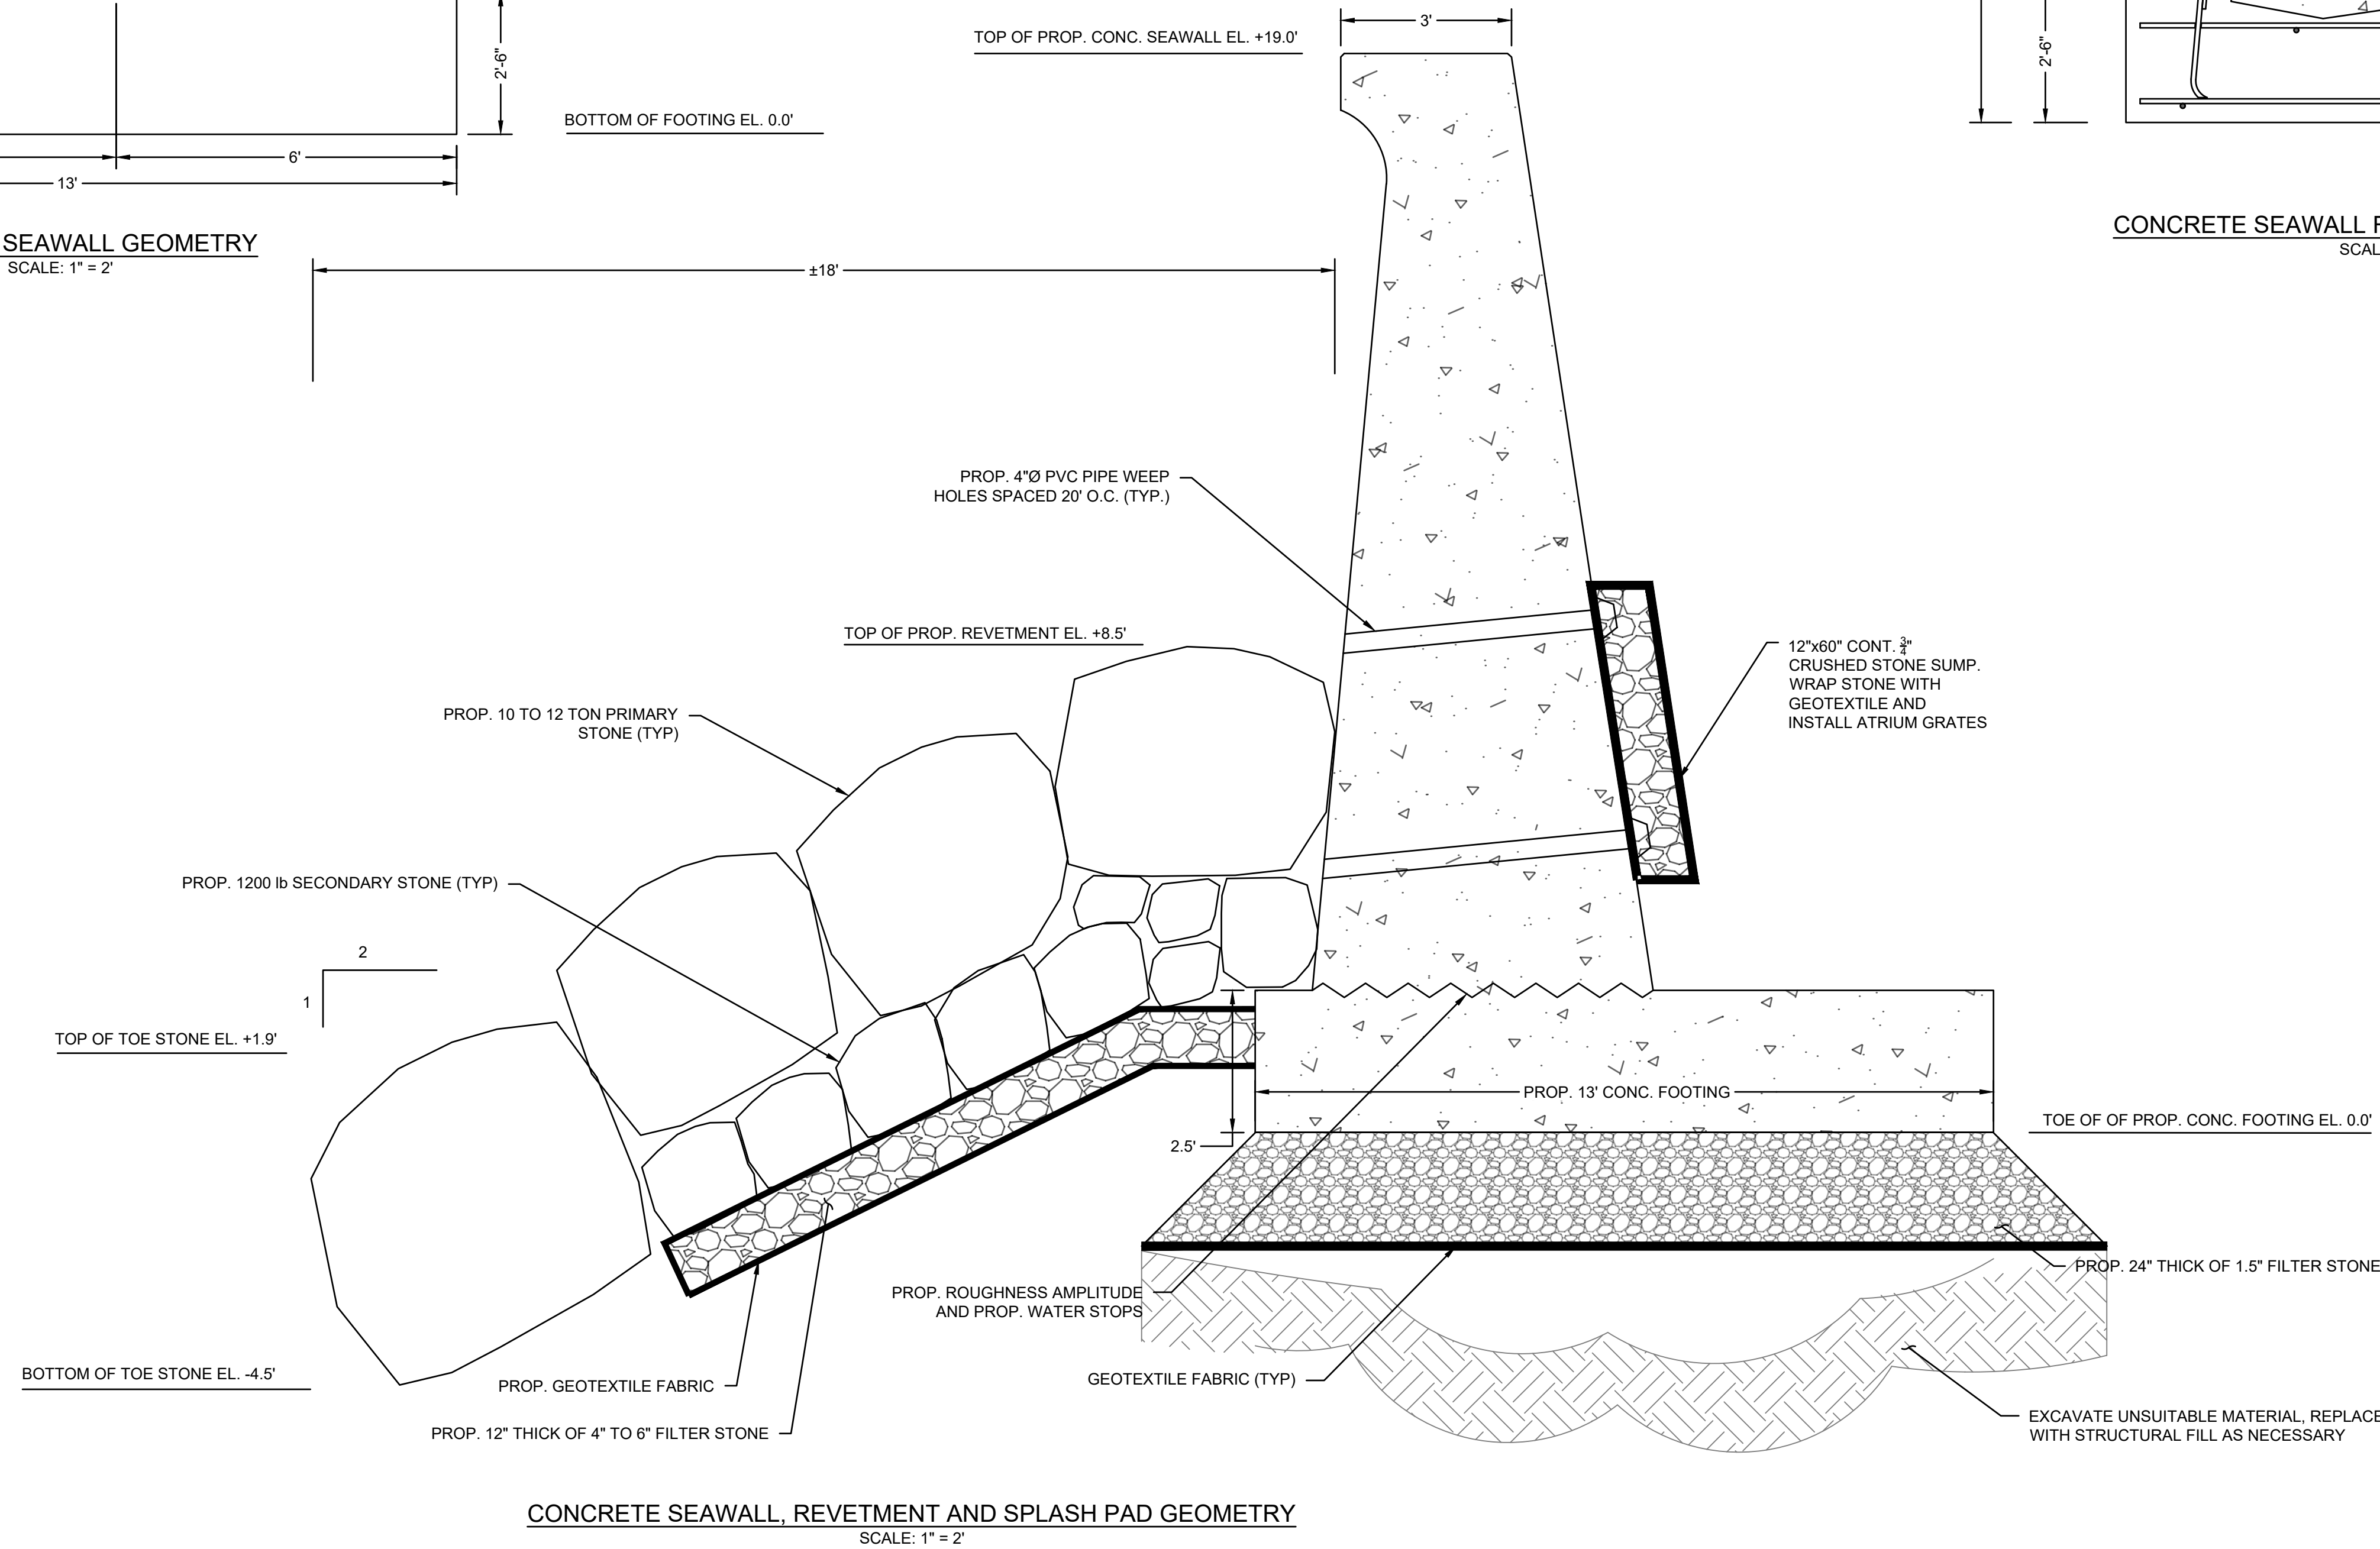 3'
TOP OF PROP. CONC. SEAWALL EL. +19.0'
2'-6"
2'-6"
BOTTOM OF FOOTING EL. 0.0'
6'
13'
SEAWALL GEOMETRY
SCALE: 1" = 2'
CONCRETE SEAWALL
SCAL
±18'
PROP. 4"Ø PVC PIPE WEEP
HOLES SPACED 20' O.C. (TYP.)
TOP OF PROP. REVETMENT EL. +8.5'
12"x60" CONT. 3/4"
CRUSHED STONE SUMP.
WRAP STONE WITH
GEOTEXTILE AND
INSTALL ATRIUM GRATES
PROP. 10 TO 12 TON PRIMARY
STONE (TYP)
PROP. 1200 lb SECONDARY STONE (TYP)
2
1
TOP OF TOE STONE EL. +1.9'
PROP. 13' CONC. FOOTING
TOE OF OF PROP. CONC. FOOTING EL. 0.0'
2.5'
PROP. 24" THICK OF 1.5" FILTER STONE
PROP. ROUGHNESS AMPLITUDE
AND PROP. WATER STOPS
BOTTOM OF TOE STONE EL. -4.5'
PROP. GEOTEXTILE FABRIC
GEOTEXTILE FABRIC (TYP)
PROP. 12" THICK OF 4" TO 6" FILTER STONE
EXCAVATE UNSUITABLE MATERIAL, REPLACE
WITH STRUCTURAL FILL AS NECESSARY
CONCRETE SEAWALL, REVETMENT AND SPLASH PAD GEOMETRY
SCALE: 1" = 2'